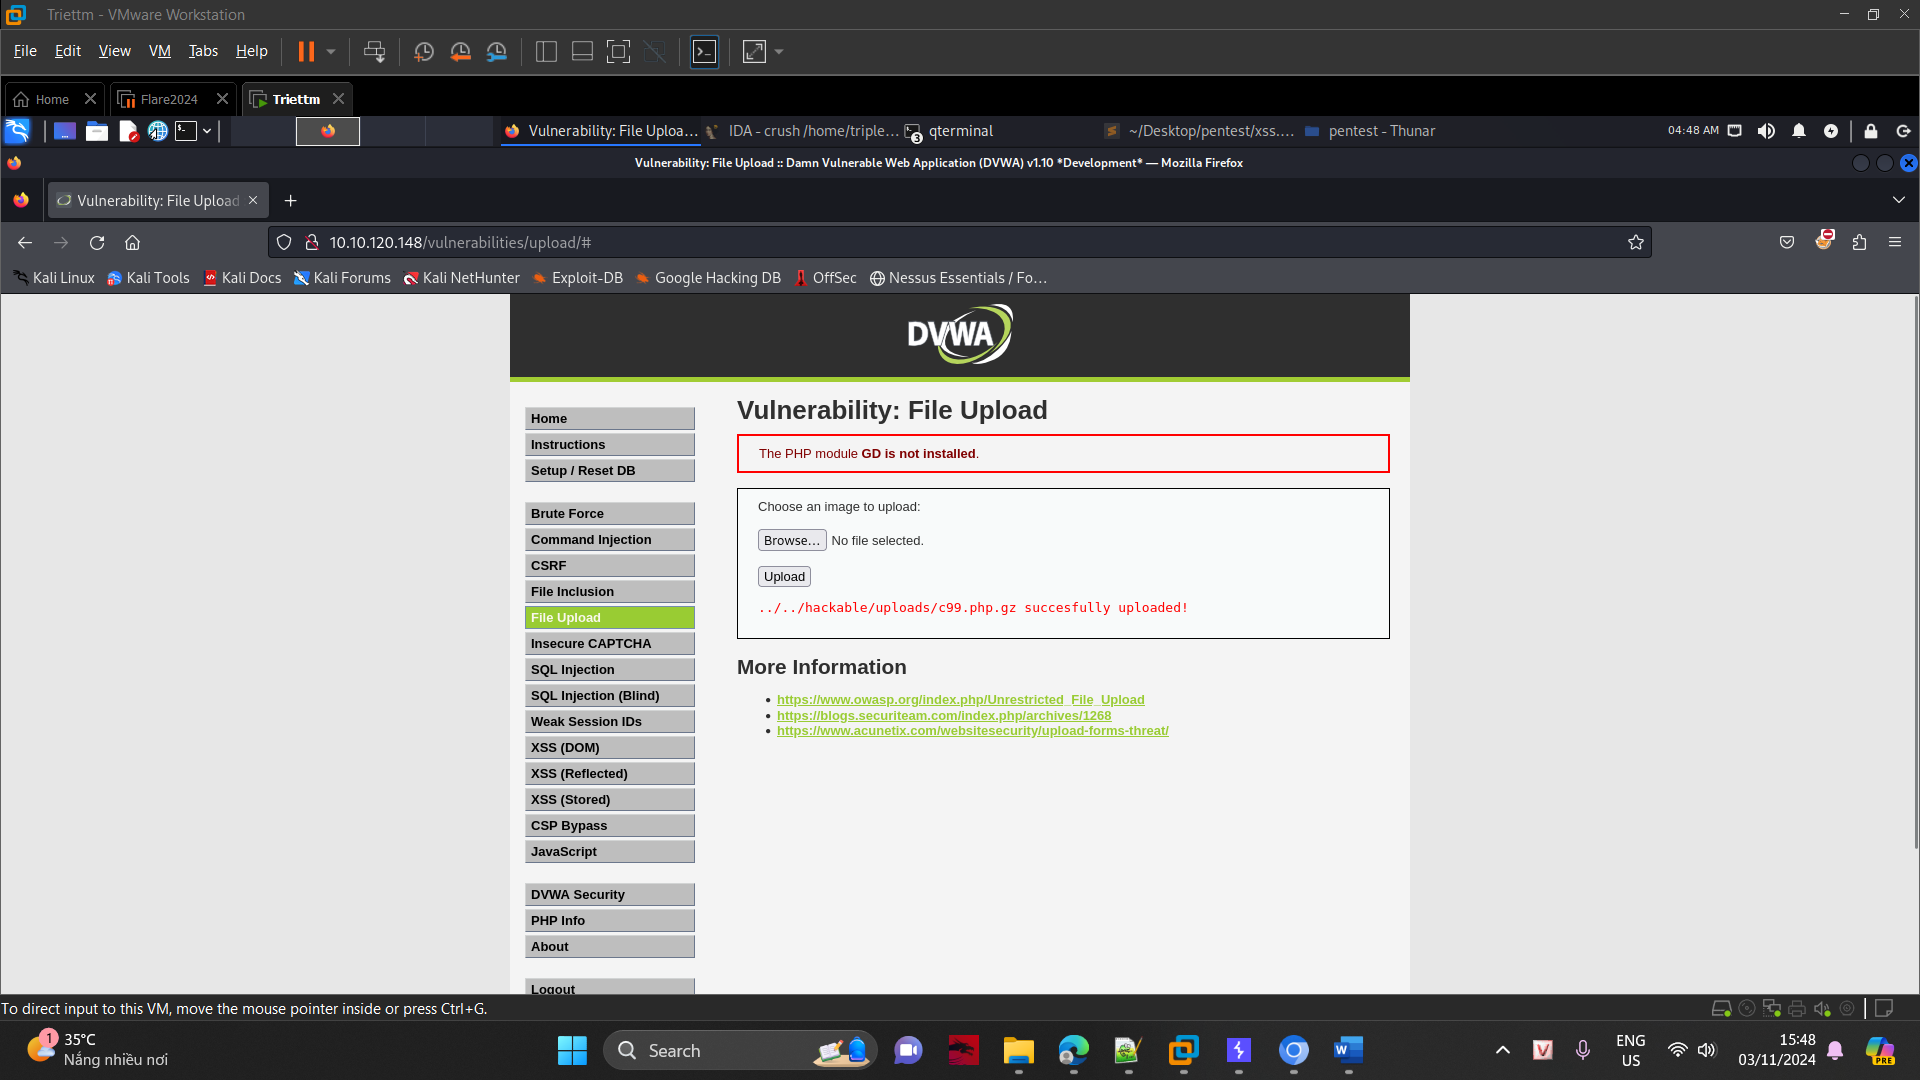 Triettm - VMware Workstation
File Edit View VM Tabs Help
Home Flare2024 Triettm
Vulnerability: File Uploa... IDA - crush /home/triple... 3 qterminal ~/Desktop/pentest/xss.... pentest - Thunar 04:48 AM
Vulnerability: File Upload :: Damn Vulnerable Web Application (DVWA) v1.10 *Development* — Mozilla Firefox
Vulnerability: File Upload
10.10.120.148/vulnerabilities/upload/#
Kali Linux Kali Tools Kali Docs Kali Forums Kali NetHunter Exploit-DB Google Hacking DB OffSec Nessus Essentials / Fo...
DVWA
Home
Instructions
Setup / Reset DB
Brute Force
Command Injection
CSRF
File Inclusion
File Upload
Insecure CAPTCHA
SQL Injection
SQL Injection (Blind)
Weak Session IDs
XSS (DOM)
XSS (Reflected)
XSS (Stored)
CSP Bypass
JavaScript
DVWA Security
PHP Info
About
Logout
Vulnerability: File Upload
The PHP module GD is not installed.
Choose an image to upload:
Browse... No file selected.
Upload
../../hackable/uploads/c99.php.gz succesfully uploaded!
More Information
https://www.owasp.org/index.php/Unrestricted_File_Upload
https://blogs.securiteam.com/index.php/archives/1268
https://www.acunetix.com/websitesecurity/upload-forms-threat/
To direct input to this VM, move the mouse pointer inside or press Ctrl+G.
1 35°C
Nắng nhiều nơi
Search
V
ENG
US
15:48
03/11/2024
PRE